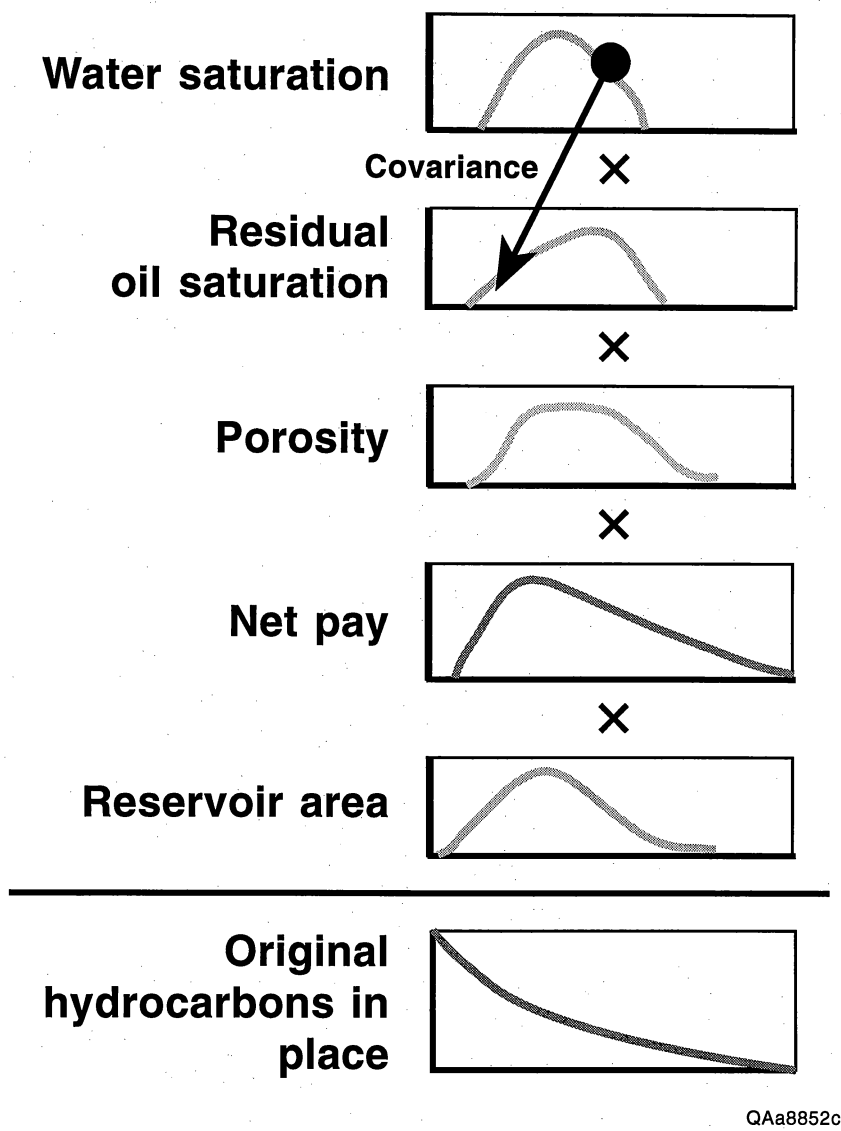 Water saturation
Covariance
×
Residual
oil saturation
×
Porosity
×
Net pay
×
Reservoir area
Original
hydrocarbons in
place
QAa8852c